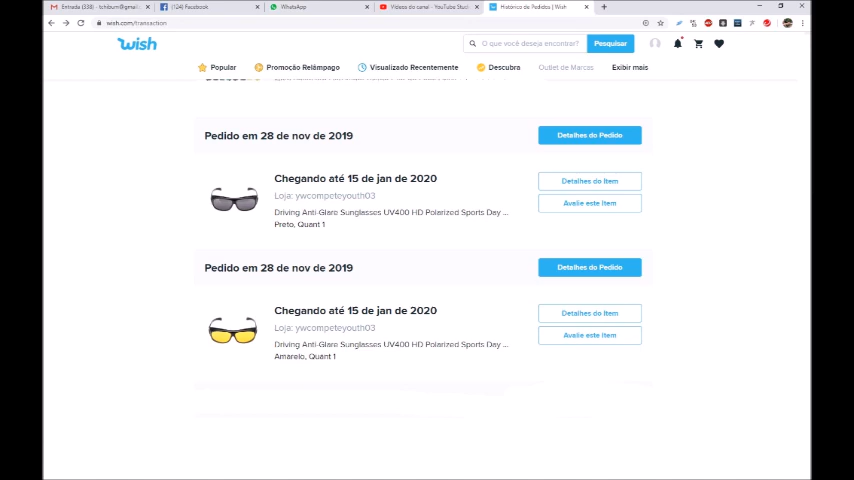 Entrada (338) - tchibum@gmail.
(124) Facebook
WhatsApp
Vídeos do canal - YouTube Studi
Histórico de Pedidos | Wish
wish.com/transaction
wish
O que você deseja encontrar?
Pesquisar
Popular
Promoção Relâmpago
Visualizado Recentemente
Descubra
Outlet de Marcas
Exibir mais
Pedido em 28 de nov de 2019
Detalhes do Pedido
Chegando até 15 de jan de 2020
Loja: ywcompeteyouth03
Driving Anti-Glare Sunglasses UV400 HD Polarized Sports Day ...
Preto, Quant 1
Detalhes do Item
Avalie este Item
Pedido em 28 de nov de 2019
Detalhes do Pedido
Chegando até 15 de jan de 2020
Loja: ywcompeteyouth03
Driving Anti-Glare Sunglasses UV400 HD Polarized Sports Day ...
Amarelo, Quant 1
Detalhes do Item
Avalie este Item